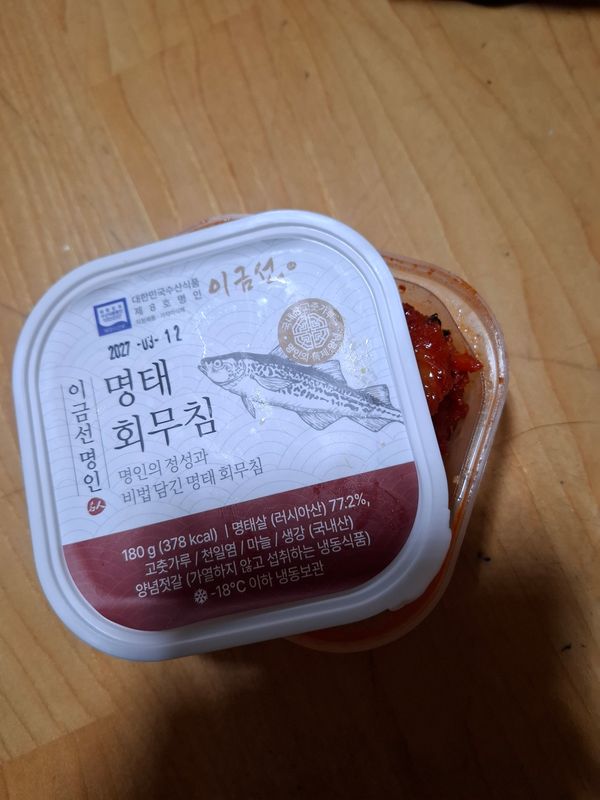 대한민국수산식품
제 8 호 명 인
이금선
2027 -03- 12
이금선명인
명태
회무침
명인의 정성과
비법 담긴 명태 회무침
180 g (378 kcal) | 명태살 (러시아산) 77.2%,
고춧가루 / 천일염 / 마늘 / 생강 (국내산)
양념젓갈 (가열하지 않고 섭취하는 냉동식품)
-18°C 이하 냉동보관